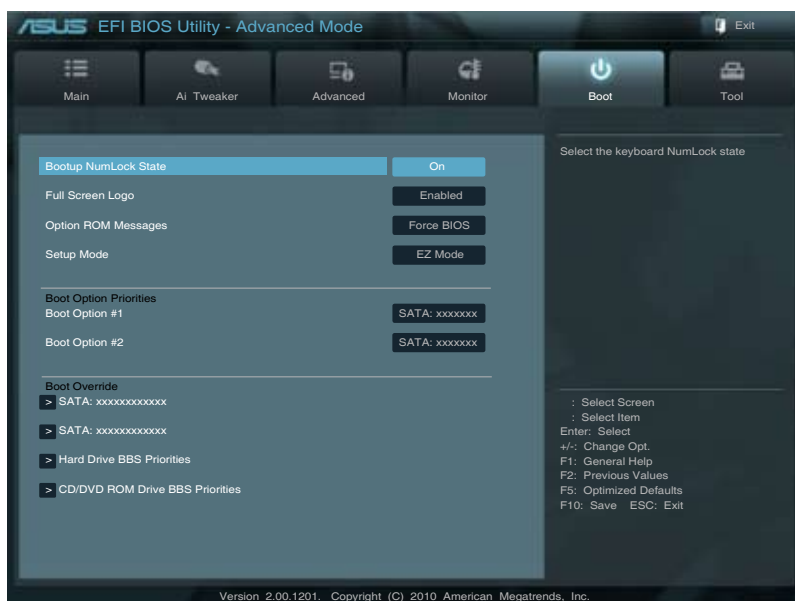 ASUS EFI BIOS Utility - Advanced Mode
Exit
Main
Ai Tweaker
Advanced
Monitor
Boot
Tool
Bootup NumLock State On
Full Screen Logo Enabled
Option ROM Messages Force BIOS
Setup Mode EZ Mode
Boot Option Priorities
Boot Option #1 SATA: xxxxxxx
Boot Option #2 SATA: xxxxxxx
Boot Override
> SATA: xxxxxxxxxxxx
> SATA: xxxxxxxxxxxx
> Hard Drive BBS Priorities
> CD/DVD ROM Drive BBS Priorities
Select the keyboard NumLock state
: Select Screen
: Select Item
Enter: Select
+/-: Change Opt.
F1: General Help
F2: Previous Values
F5: Optimized Defaults
F10: Save ESC: Exit
Version 2.00.1201. Copyright (C) 2010 American Megatrends, Inc.